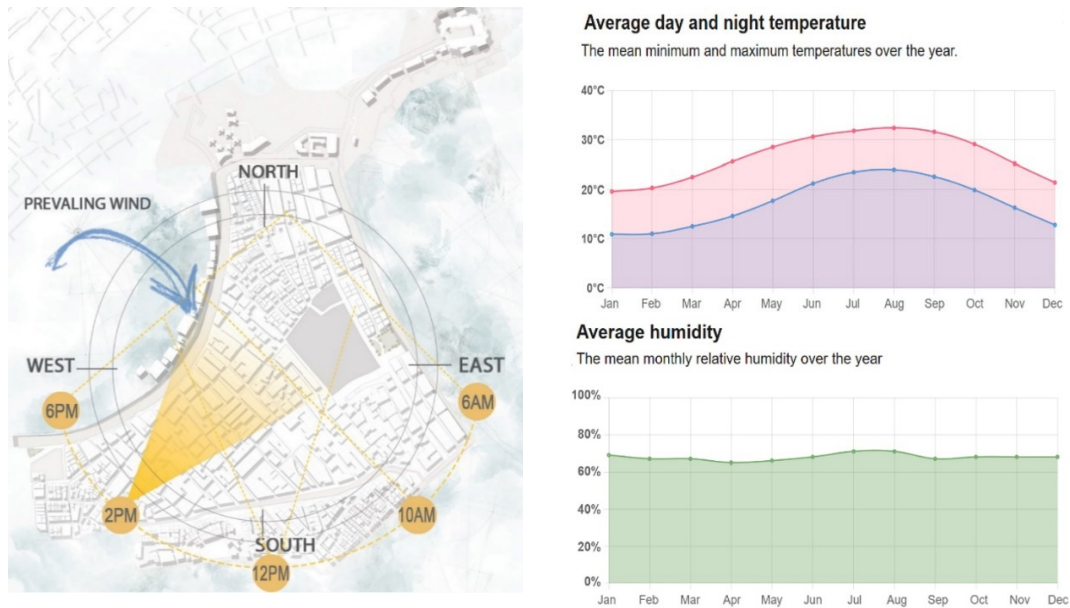 NORTH
PREVALING WIND
WEST
EAST
6PM
6AM
2PM
10AM
SOUTH
12PM
Average day and night temperature
The mean minimum and maximum temperatures over the year.
40°C
30°C
20°C
10°C
0°C
Jan Feb Mar Apr May Jun Jul Aug Sep Oct Nov Dec
Average humidity
The mean monthly relative humidity over the year
100%
80%
60%
40%
20%
0%
Jan Feb Mar Apr May Jun Jul Aug Sep Oct Nov Dec